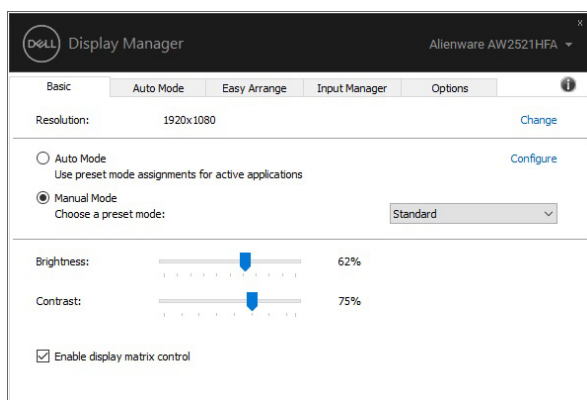 DELL Display Manager
Alienware AW2521HFA
x
Basic
Auto Mode
Easy Arrange
Input Manager
Options
i
Resolution: 1920x1080 Change
Auto Mode Configure
Use preset mode assignments for active applications
Manual Mode
Choose a preset mode: Standard
Brightness: 62%
Contrast: 75%
Enable display matrix control